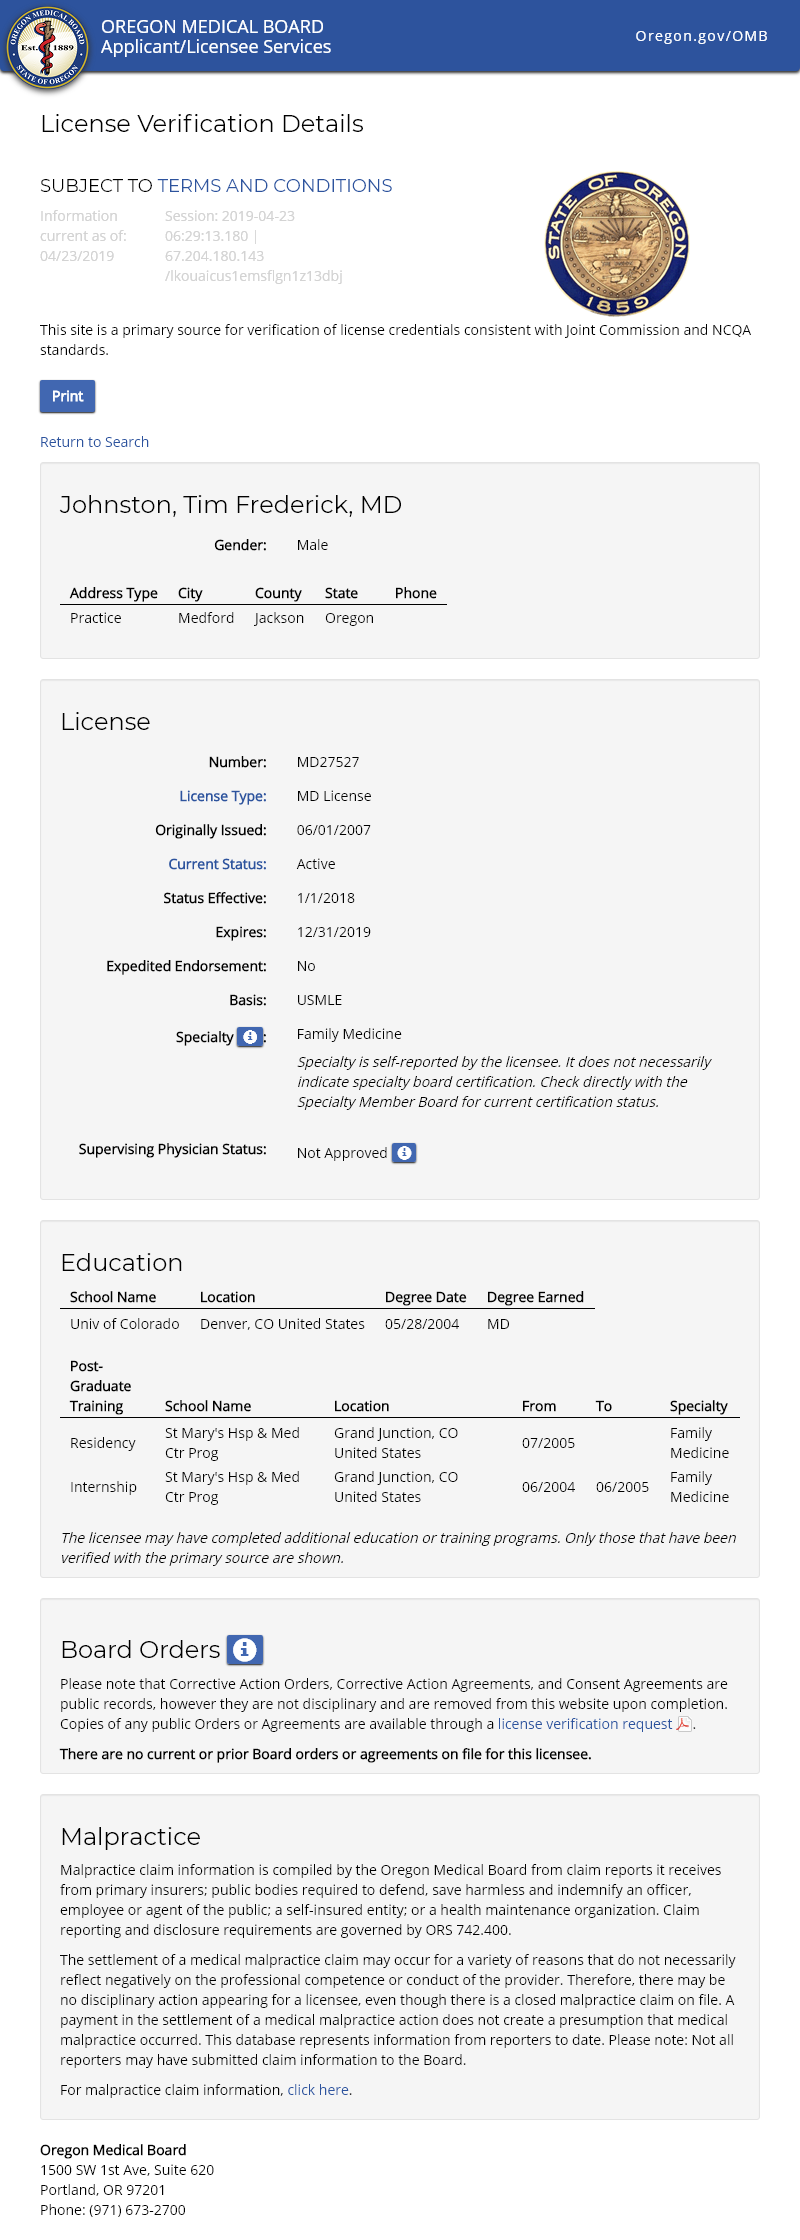 OREGON MEDICAL BOARD
Est. 1889
STATE OF OREGON
OREGON MEDICAL BOARD
Applicant/Licensee Services
Oregon.gov/OMB
License Verification Details
SUBJECT TO TERMS AND CONDITIONS
Information
current as of:
04/23/2019
Session: 2019-04-23
06:29:13.180 |
67.204.180.143
/lkouaicus1emsflgn1z13dbj
STATE OF OREGON
1859
This site is a primary source for verification of license credentials consistent with Joint Commission and NCQA
standards.
Print
Return to Search
Johnston, Tim Frederick, MD
Gender: Male
Address Type City County State Phone
Practice Medford Jackson Oregon
License
Number: MD27527
License Type: MD License
Originally Issued: 06/01/2007
Current Status: Active
Status Effective: 1/1/2018
Expires: 12/31/2019
Expedited Endorsement: No
Basis: USMLE
Specialty : Family Medicine
Specialty is self-reported by the licensee. It does not necessarily
indicate specialty board certification. Check directly with the
Specialty Member Board for current certification status.
Supervising Physician Status: Not Approved
Education
School Name Location Degree Date Degree Earned
Univ of Colorado Denver, CO United States 05/28/2004 MD
Post-
Graduate
Training School Name Location From To Specialty
Residency St Mary's Hsp & Med
Ctr Prog Grand Junction, CO
United States 07/2005 Family
Medicine
Internship St Mary's Hsp & Med
Ctr Prog Grand Junction, CO
United States 06/2004 06/2005 Family
Medicine
The licensee may have completed additional education or training programs. Only those that have been
verified with the primary source are shown.
Board Orders
Please note that Corrective Action Orders, Corrective Action Agreements, and Consent Agreements are
public records, however they are not disciplinary and are removed from this website upon completion.
Copies of any public Orders or Agreements are available through a license verification request .
There are no current or prior Board orders or agreements on file for this licensee.
Malpractice
Malpractice claim information is compiled by the Oregon Medical Board from claim reports it receives
from primary insurers; public bodies required to defend, save harmless and indemnify an officer,
employee or agent of the public; a self-insured entity; or a health maintenance organization. Claim
reporting and disclosure requirements are governed by ORS 742.400.
The settlement of a medical malpractice claim may occur for a variety of reasons that do not necessarily
reflect negatively on the professional competence or conduct of the provider. Therefore, there may be
no disciplinary action appearing for a licensee, even though there is a closed malpractice claim on file. A
payment in the settlement of a medical malpractice action does not create a presumption that medical
malpractice occurred. This database represents information from reporters to date. Please note: Not all
reporters may have submitted claim information to the Board.
For malpractice claim information, click here.
Oregon Medical Board
1500 SW 1st Ave, Suite 620
Portland, OR 97201
Phone: (971) 673-2700